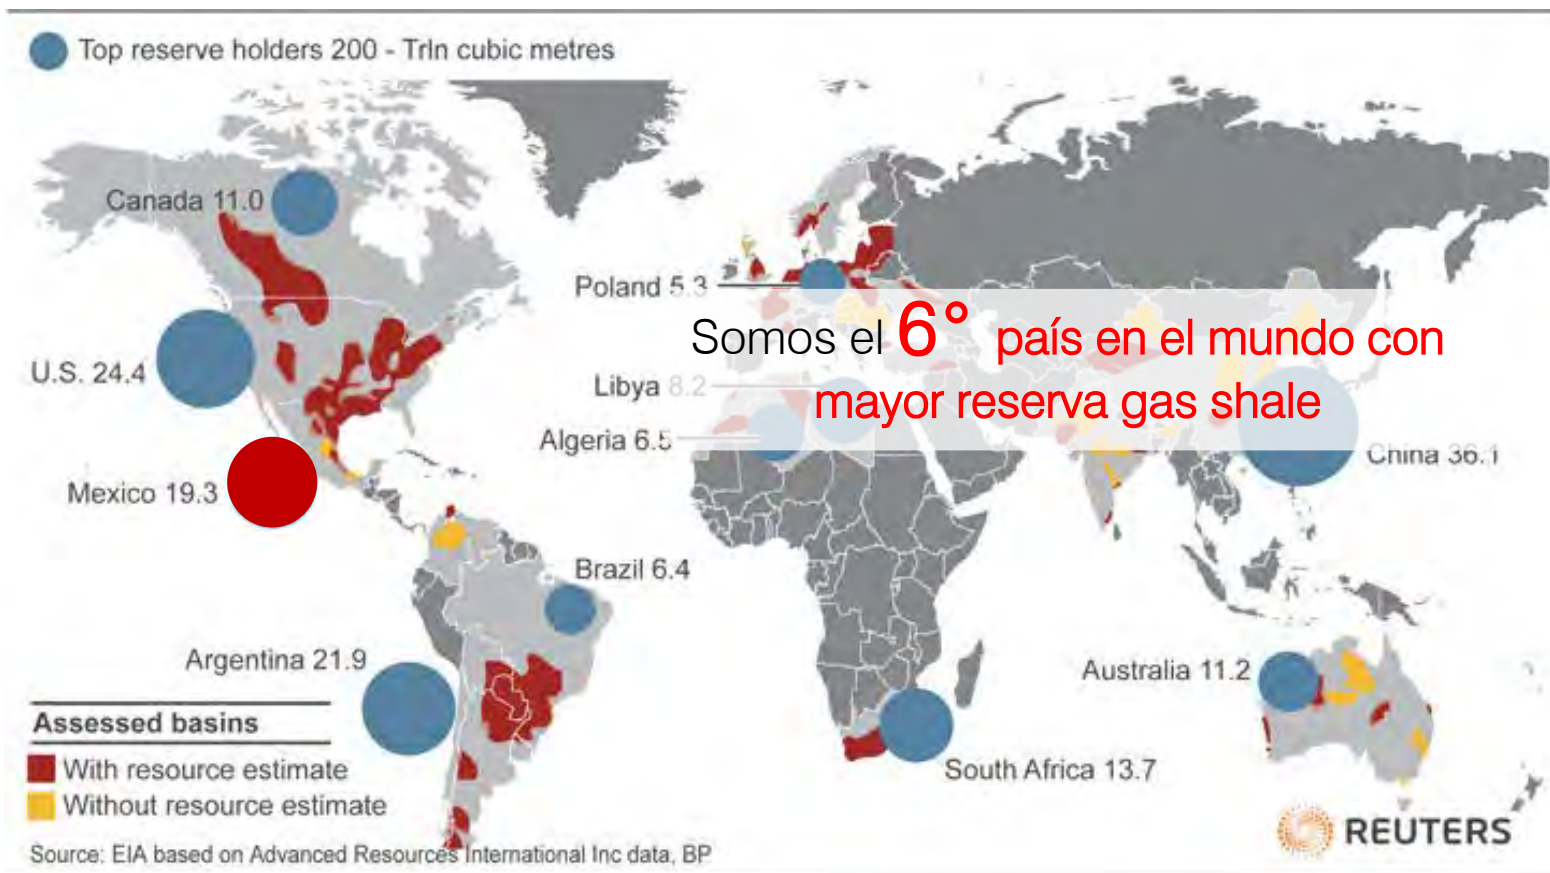 Top reserve holders 200 - Trln cubic metres
Canada 11.0
Poland 5.3
Somos el 6° país en el mundo con
mayor reserva gas shale
U.S. 24.4
Libya 8.2
Algeria 6.5
China 36.1
Mexico 19.3
Brazil 6.4
Argentina 21.9
Australia 11.2
South Africa 13.7
Assessed basins
With resource estimate
Without resource estimate
REUTERS
Source: EIA based on Advanced Resources International Inc data, BP